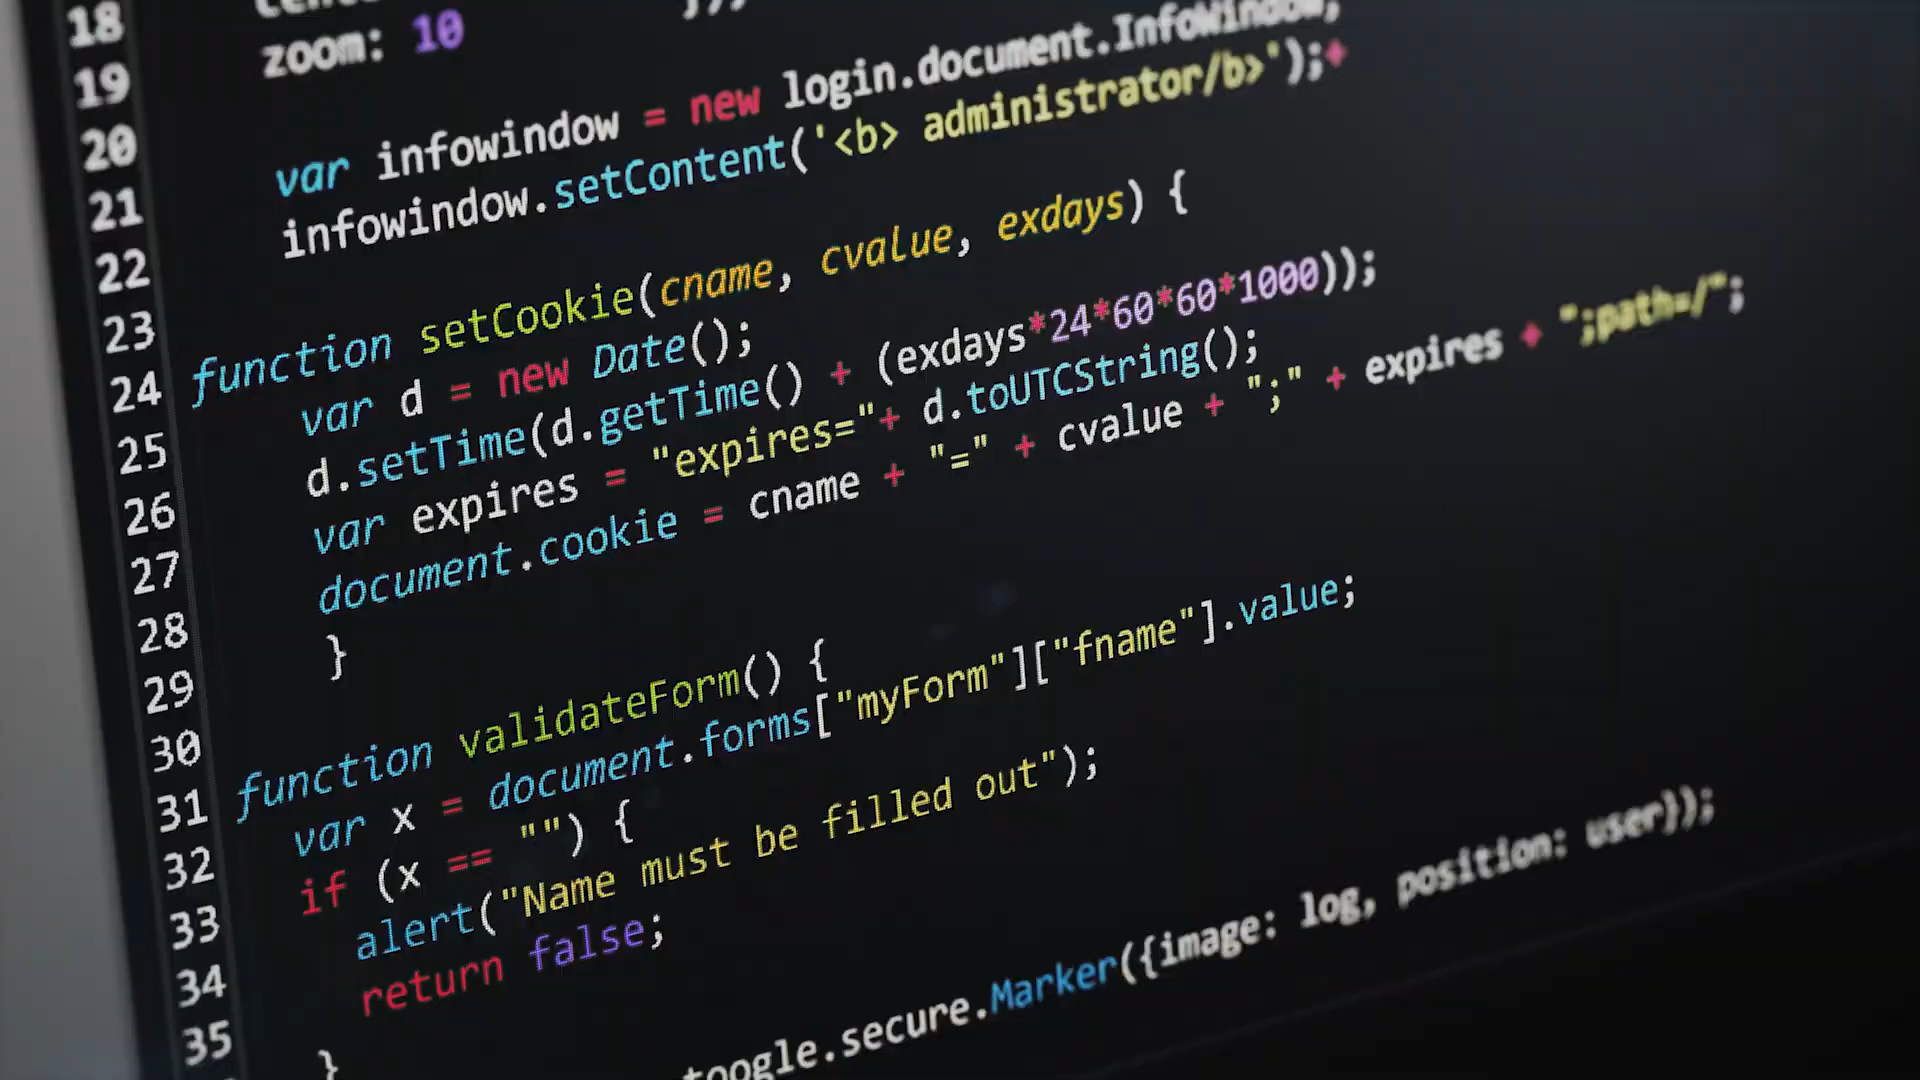 18
19
20
21
22
23
24
25
26
27
28
29
30
31
32
33
34
35
zoom: 10
var infowindow = new login.document.InfoWindow,
infowindow.setContent('<b> administrator/b>');+
function setCookie(cname, cvalue, exdays) {
var d = new Date();
d.setTime(d.getTime() + (exdays*24*60*60*1000));
var expires = "expires="+ d.toUTCString();
document.cookie = cname + "=" + cvalue + ";" + expires + ";path=/";
}
function validateForm() {
var x = document.forms["myForm"]["fname"].value;
if (x == "") {
alert("Name must be filled out");
return false;
}
toogle.secure.Marker({image: log, position: user});